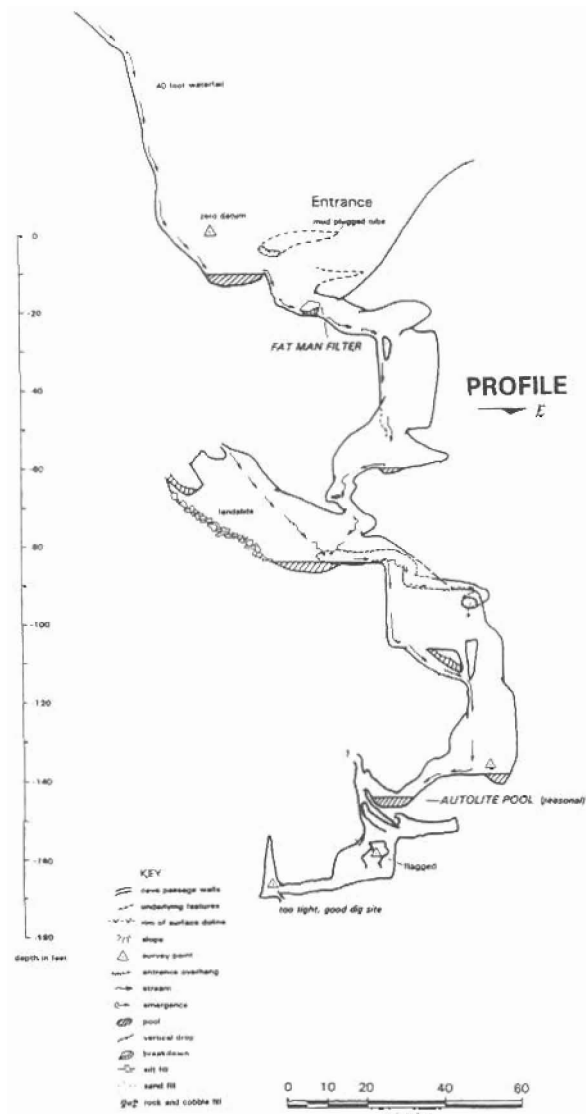 40 foot waterfall
Entrance
mud plugged tube
zero datum
0
-20
-40
-60
-80
-100
-120
-140
-160
-180
depth in feet
FAT MAN FILTER
PROFILE
E
landslide
?
AUTOLITE POOL (seasonal)
flagged
too tight, good dig site
KEY
cave passage walls
underlying features
rim of surface doline
slope
survey point
entrance overhang
stream
emergence
pool
vertical drop
breakdown
silt fill
sand fill
rock and cobble fill
0 20 40 60